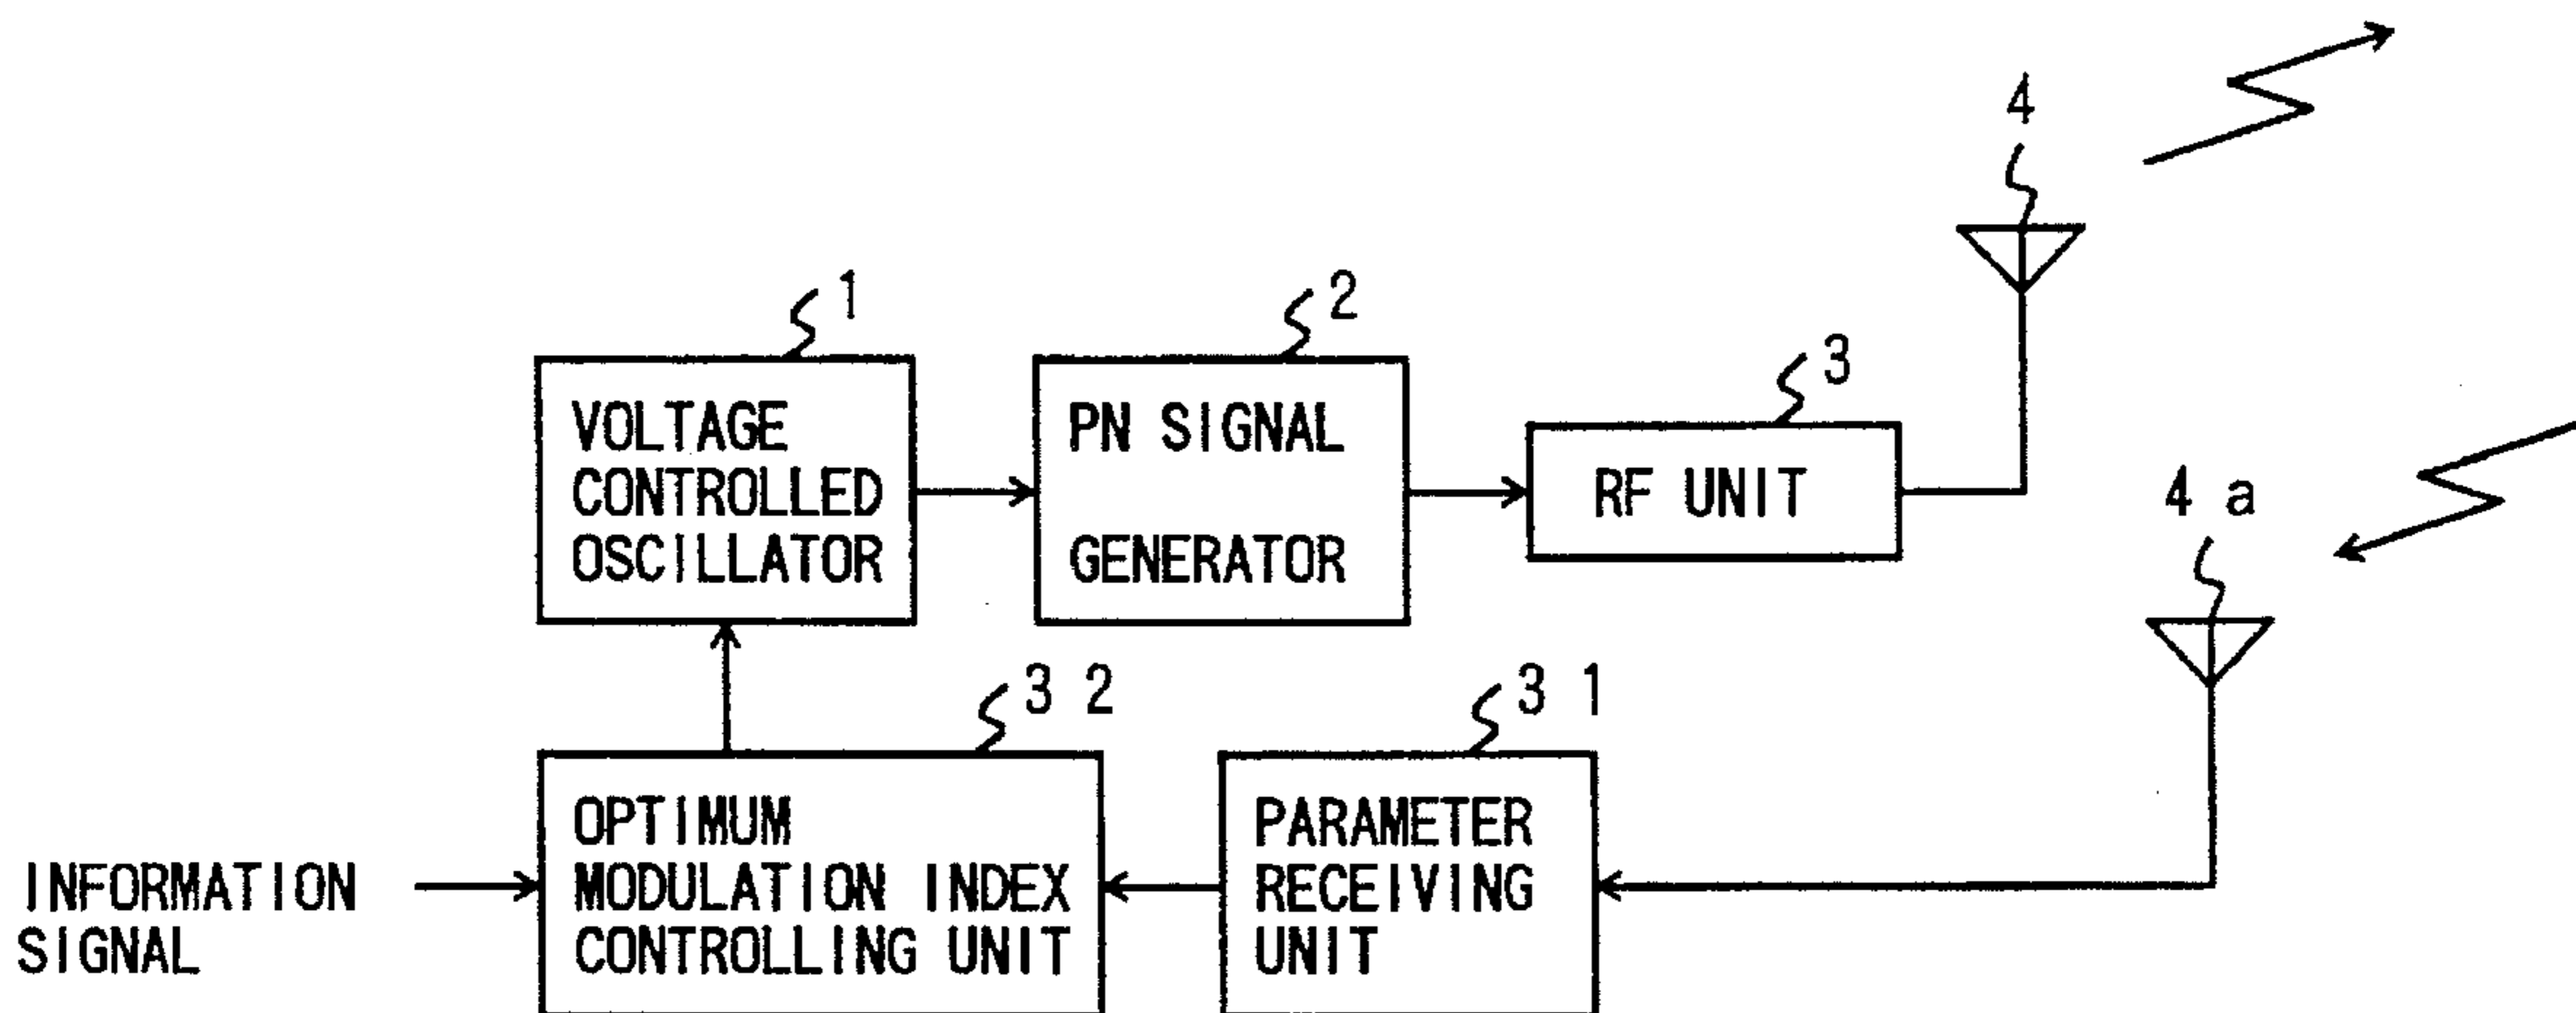 4
1
2
3
VOLTAGE
CONTROLLED
OSCILLATOR
PN SIGNAL
GENERATOR
RF UNIT
4 a
3 2
3 1
OPTIMUM
MODULATION INDEX
CONTROLLING UNIT
PARAMETER
RECEIVING
UNIT
INFORMATION
SIGNAL